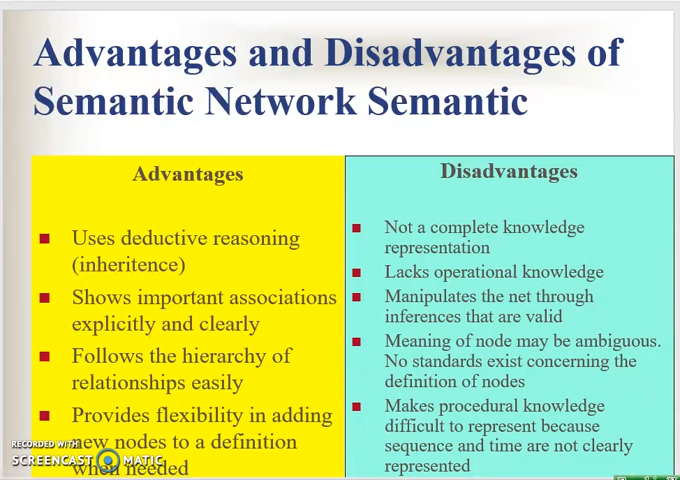 Advantages and Disadvantages of
Semantic Network Semantic
Advantages
Uses deductive reasoning
(inheritence)
Shows important associations
explicitly and clearly
Follows the hierarchy of
relationships easily
Provides flexibility in adding
new nodes to a definition
when needed
Disadvantages
Not a complete knowledge
representation
Lacks operational knowledge
Manipulates the net through
inferences that are valid
Meaning of node may be ambiguous.
No standards exist concerning the
definition of nodes
Makes procedural knowledge
difficult to represent because
sequence and time are not clearly
represented
RECORDED WITH
SCREENCAST MATIC